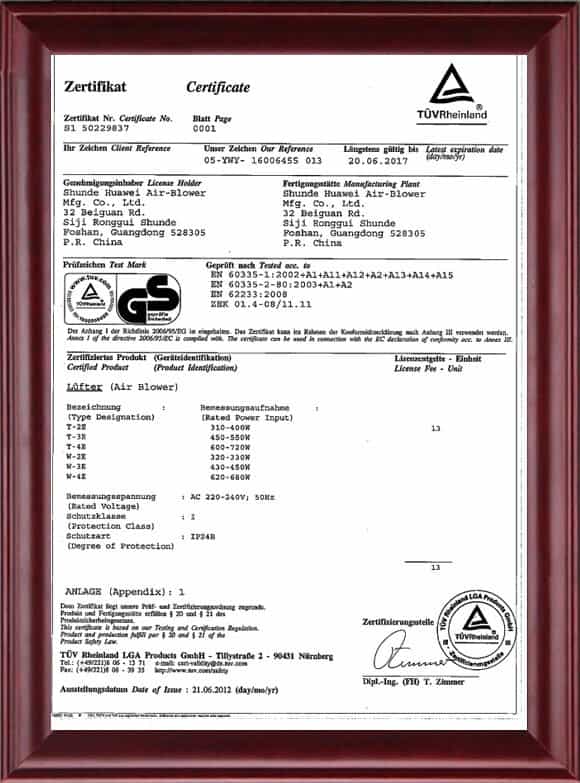 TÜVRheinland
Zertifikat Certificate
Zertifikat Nr. Certificate No. Blatt Page
S1 50229837 0001
Ihr Zeichen Client Reference Unser Zeichen Our Reference Längstens gültig bis Latest expiration date
(day/mo/yr)
05-YWY- 16006455 013 20.06.2017
Genehmigungsinhaber License Holder Fertigungsstätte Manufacturing Plant
Shunde Huawei Air-Blower Shunde Huawei Air-Blower
Mfg. Co., Ltd. Mfg. Co., Ltd.
32 Beiguan Rd. 32 Beiguan Rd.
Siji Ronggui Shunde Siji Ronggui Shunde
Foshan, Guangdong 528305 Foshan, Guangdong 528305
P.R. China P.R. China
Prüfzeichen Test Mark Geprüft nach Tested acc. to
EN 60335-1:2002+A1+A11+A12+A2+A13+A14+A15
EN 60335-2-80:2003+A1+A2
EN 62233:2008
ZEK 01.4-08/11.11
www.tuv.com
TÜVRheinland
GS
geprüfte
Sicherheit
Der Anhang I der Richtlinie 2006/95/EG ist eingehalten. Das Zertifikat kann im Rahmen der Konformitätserklärung nach Anhang III verwendet werden.
Annex I of the directive 2006/95/EC is complied with. The certificate can be used in connection with the EC declaration of conformity acc. to Annex III.
Zertifiziertes Produkt (Geräteidentifikation) Lizenzentgelte - Einheit
Certified Product (Product Identification) License Fee - Unit
Lüfter (Air Blower)
Bezeichnung : Bemessungsaufnahme :
(Type Designation) (Rated Power Input)
T-2E 310-400W 13
T-3E 450-550W
T-4E 600-720W
W-2E 320-330W
W-3E 430-450W
W-4E 620-680W
Bemessungsspannung : AC 220-240V; 50Hz
(Rated Voltage)
Schutzklasse : I
(Protection Class)
Schutzart : IP24B
(Degree of Protection)
13
ANLAGE (Appendix): 1
Dem Zertifikat liegt unsere Prüf- und Zertifizierungsordnung zugrunde.
Produkt und Fertigungsstätte erfüllen § 20 und § 21 des
Produktsicherheitsgesetzes.
This certificate is based on our Testing and Certification Regulation.
Product and production fulfil par § 20 and § 21 of the
Product Safety Law.
TÜV Rheinland LGA Products GmbH - Tillystraße 2 - 90431 Nürnberg
Tel.: (+49/221)8 06 - 13 71 e-mail: cert-validity@de.tuv.com
Fax: (+49/221)8 06 - 39 35 http://www.tuv.com/safety
Ausstellungsdatum Date of Issue : 21.06.2012 (day/mo/yr)
Zertifizierungsstelle
TÜV Rheinland LGA Products GmbH
TÜVRheinland
- Zertifizierungsstelle -
Zimmer
Dipl.-Ing. (FH) T. Zimmer